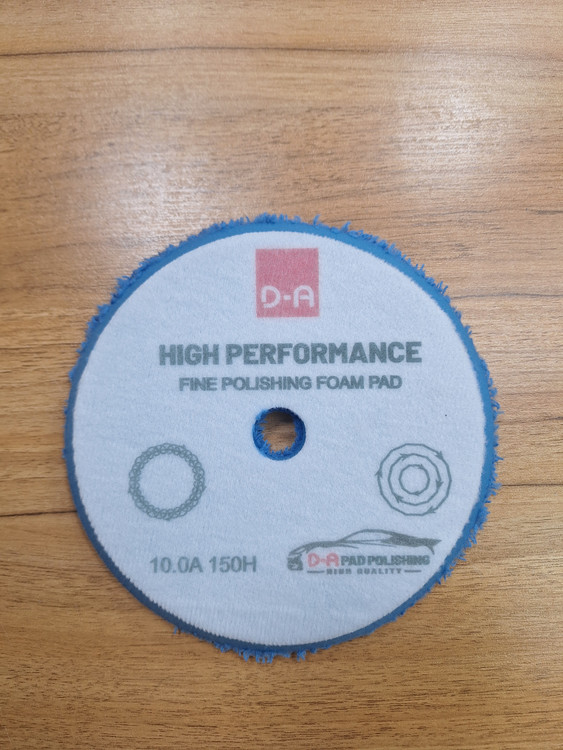 D-A
HIGH PERFORMANCE
FINE POLISHING FOAM PAD
10.0A 150H
D-A PAD POLISHING
HIGH QUALITY